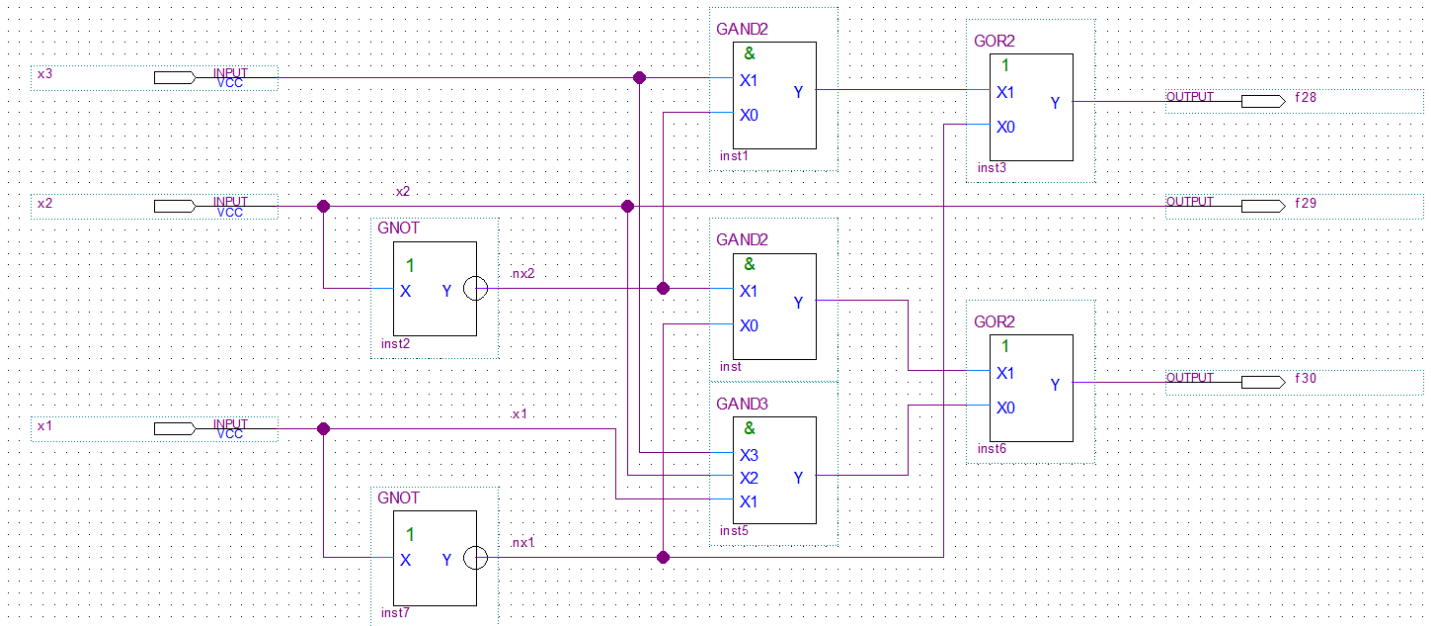 x3
INPUT
VCC
GAND2
&
X1
X0
Y
inst1
GOR2
1
X1
X0
Y
inst3
OUTPUT
f28
x2
INPUT
VCC
x2
OUTPUT
f29
GNOT
1
X
Y
inst2
nx2
GAND2
&
X1
X0
Y
inst
GOR2
1
X1
X0
Y
inst6
OUTPUT
f30
x1
INPUT
VCC
x1
GAND3
&
X3
X2
X1
Y
inst5
GNOT
1
X
Y
inst7
nx1